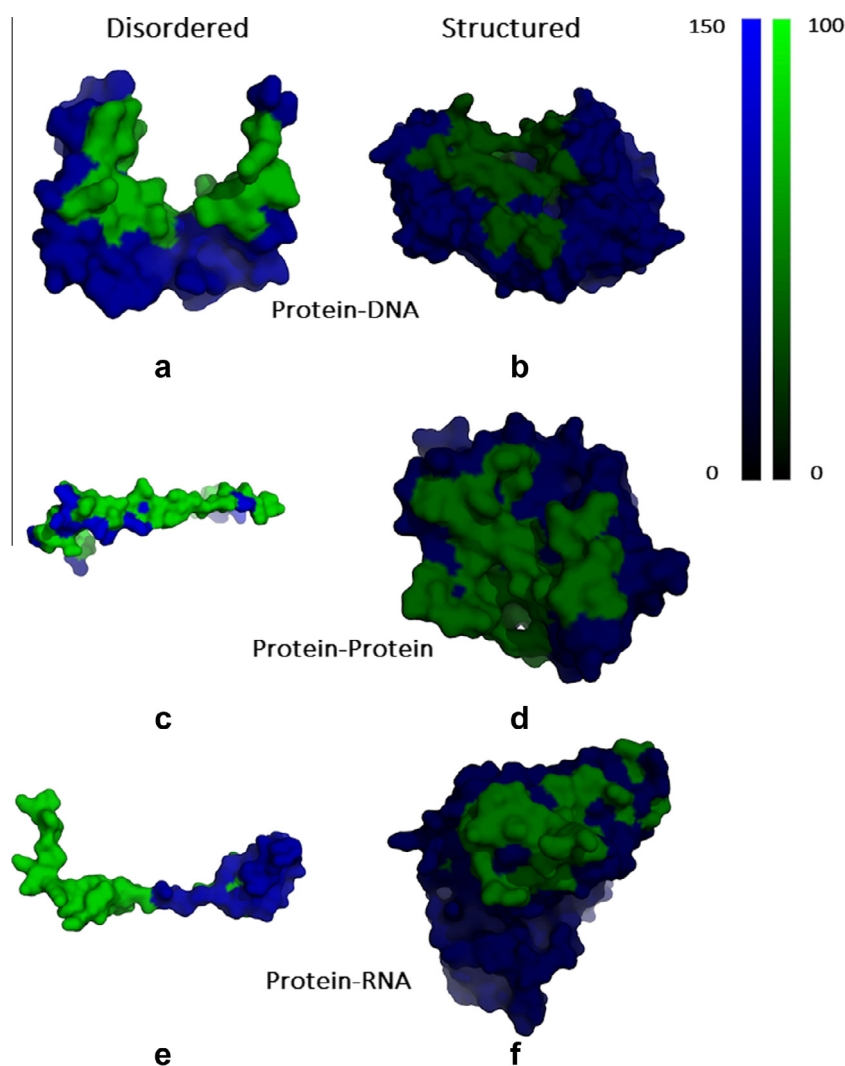 Disordered
Structured
150
100
Protein-DNA
a
b
0
0
Protein-Protein
c
d
Protein-RNA
e
f